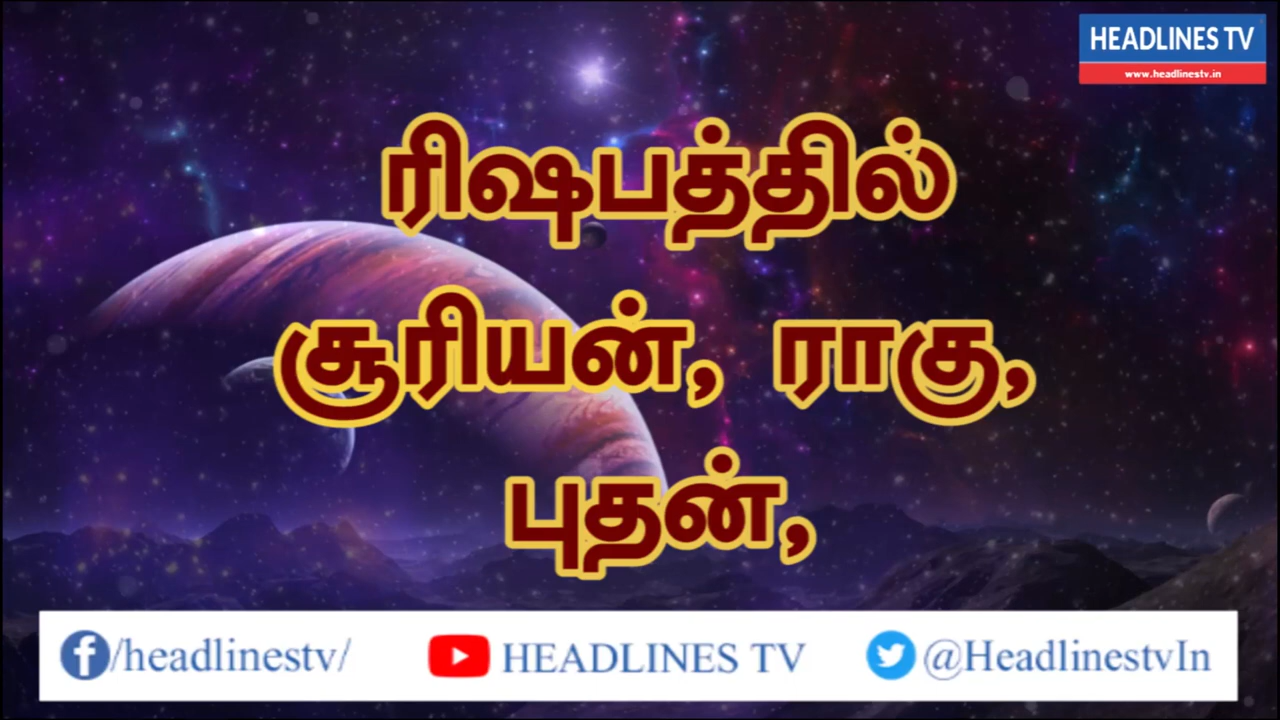 HEADLINES TV
www.headlinestv.in
ரிஷபத்தில்
சூரியன், ராகு,
புதன்,
/headlinestv/ HEADLINES TV @HeadlinestvIn